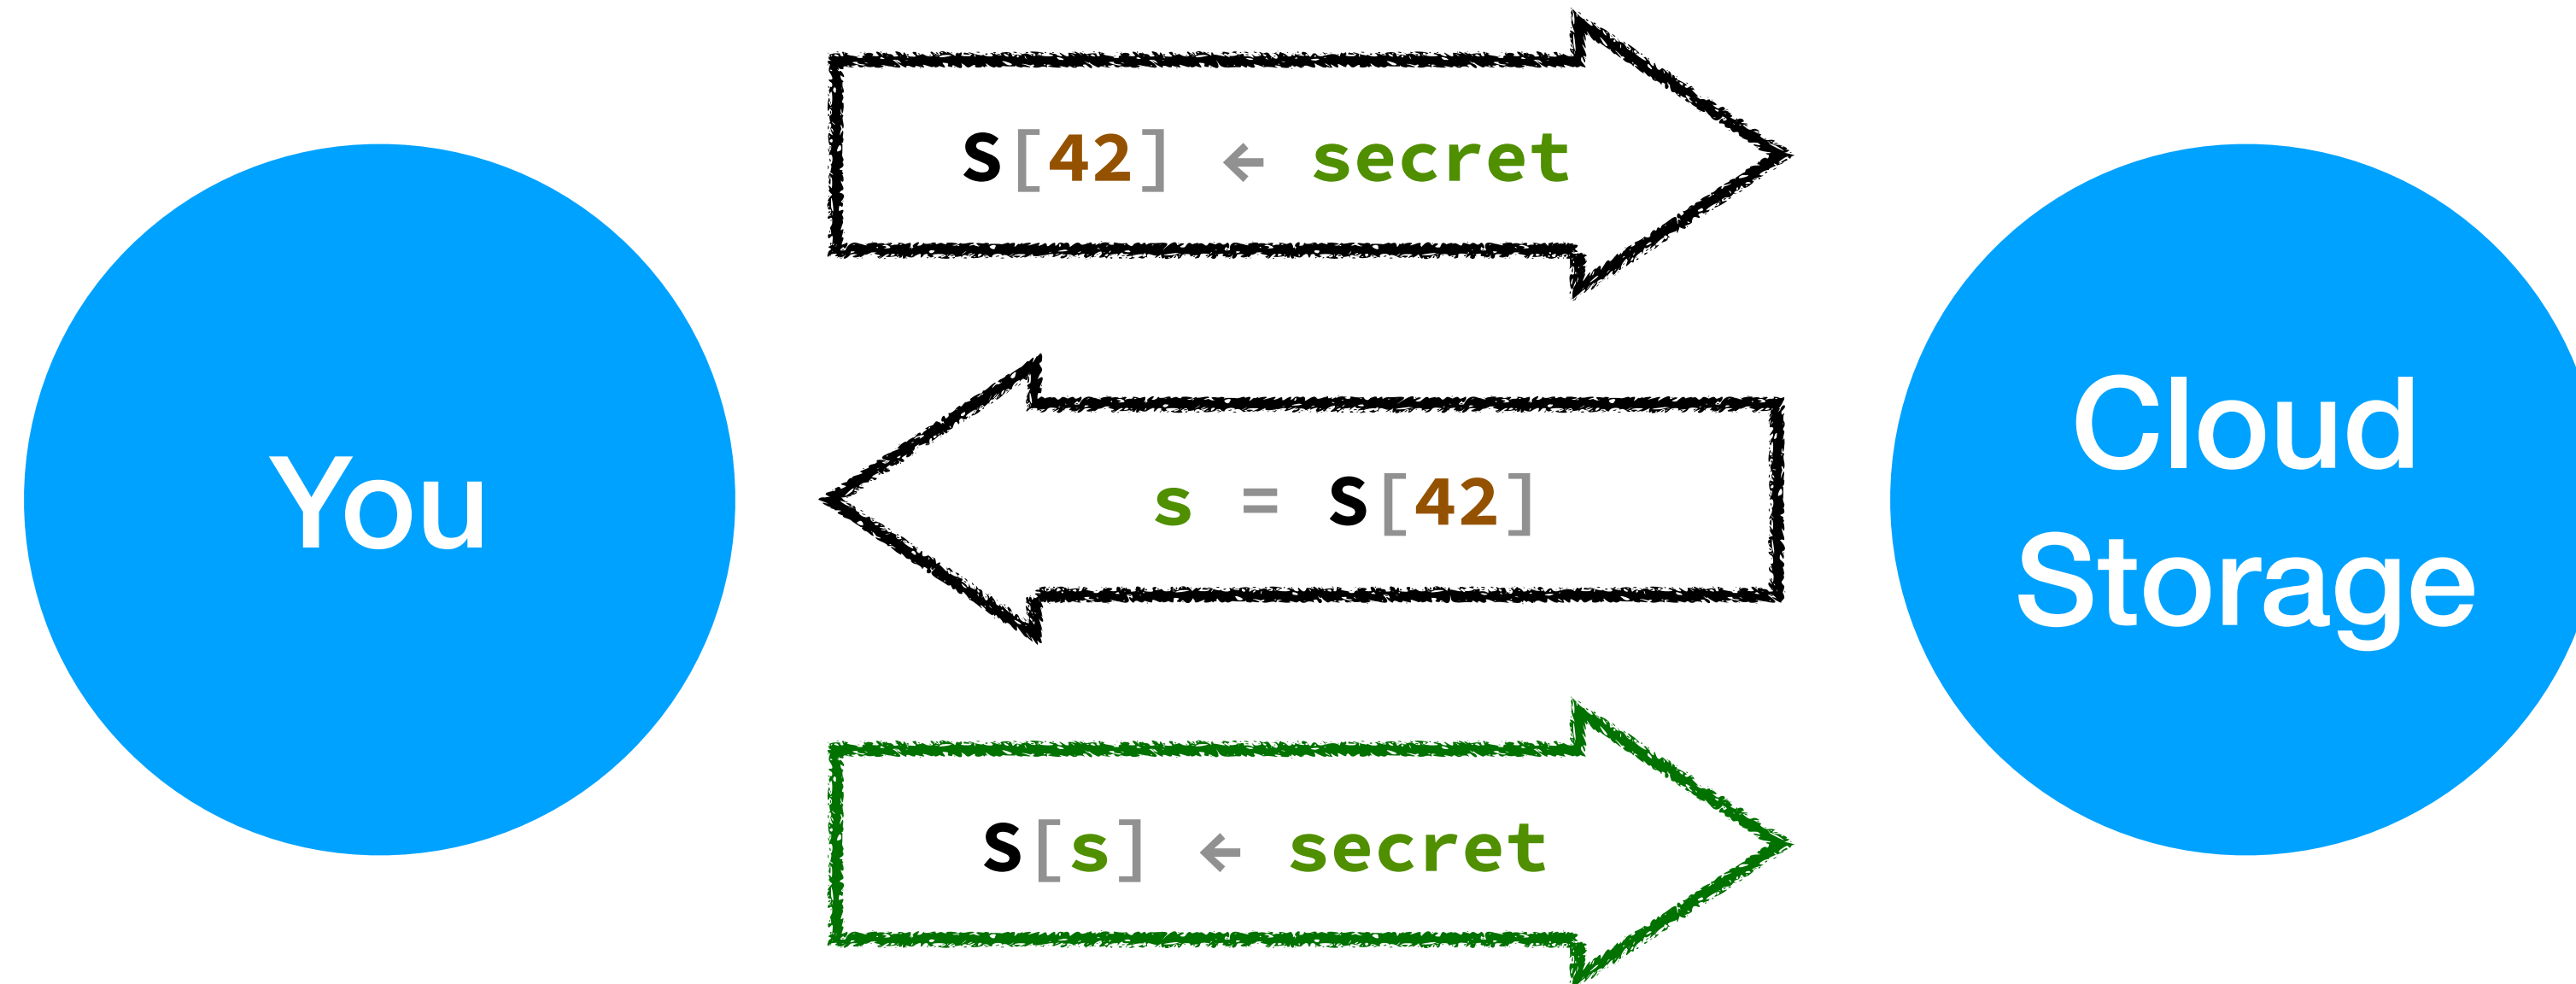 You
S[42] ← secret
s = S[42]
S[s] ← secret
Cloud
Storage